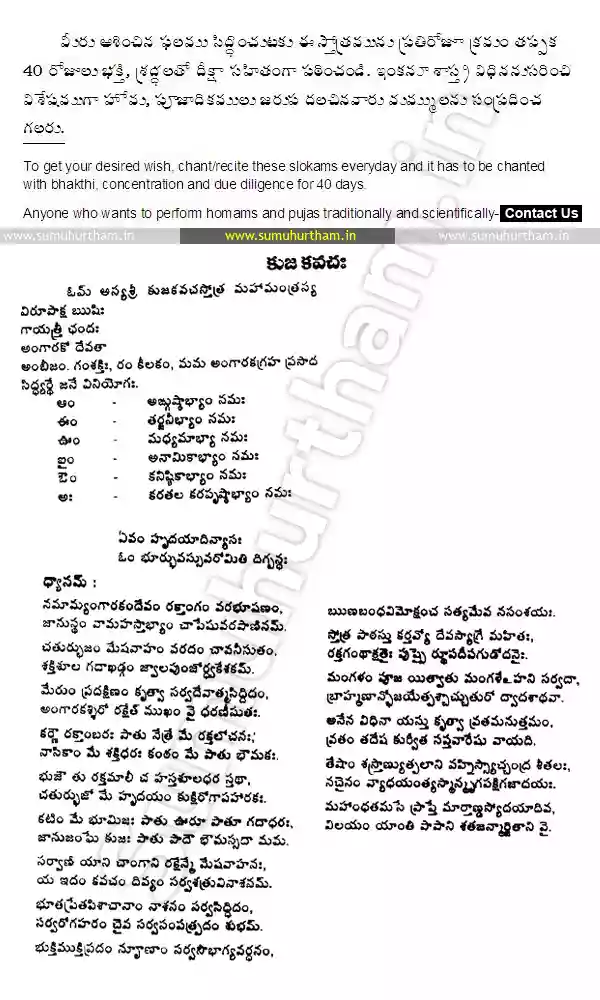 మీరు ఆశించిన ఫలము సిద్ధించుటకు ఈ స్తోత్రమును ప్రతిరోజూ క్రమం తప్పక
40 రోజులు భక్తి, శ్రద్ధలతో దీక్షా సహితంగా పఠించండి. ఇంకనూ శాస్త్ర విధిననుసరించి
విశేషముగా హోమ, పూజాదికములు జరుప దలచినవారు మమ్ములను సంప్రదించ
గలరు.
To get your desired wish, chant/recite these slokams everyday and it has to be chanted
with bhakthi, concentration and due diligence for 40 days.
Anyone who wants to perform homams and pujas traditionally and scientifically- Contact Us
www.sumuhurtham.in www.sumuhurtham.in www.sumuhurtham.in
కుజ కవచః
ఓమ్ అస్యశ్రీ కుజకవచస్తోత్ర మహామంత్రస్య
విరూపాక్ష ఋషిః
గాయత్రీ ఛందః
అంగారకో దేవతా
అంబీజం. గంశక్తిః, రం కీలకం, మమ అంగారకగ్రహ ప్రసాద
సిద్ధ్యర్థే జపే వినియోగః.
ఆం - అఙ్గుష్ఠాభ్యాం నమః
ఈం - తర్జనీభ్యాం నమః
ఊం - మధ్యమాభ్యా నమః
ఐం - అనామికాభ్యాం నమః
ఔం - కనిష్ఠికాభ్యాం నమః
అః - కరతల కరపృష్ఠాభ్యాం నమః
ఏవం హృదయాదిన్యాసః
ఓం భూర్భువస్సువరోమితి దిగ్బన్ధః
ధ్యానమ్ :
నమామ్యంగారకందేవం రక్తాంగం వరభూషణం,
జానుస్థం వామహస్తాభ్యాం చాపేషువరపాణినమ్.
చతుర్భుజం మేషవాహం వరదం చావనీసుతం,
శక్తిశూల గదాఖడ్గం జ్వాలపుంజోర్ధ్వకేశకమ్.
మేరుం ప్రదక్షిణం కృత్వా సర్వదేవాత్మసిద్దిదం,
అంగారకశ్శిరో రక్షేత్ ముఖం వై ధరణీసుతః.
కర్ణౌ రక్తాంబరః పాతు నేత్రే మే రక్తలోచనః,
నాసికాం మే శక్తిధరః కంఠం మే పాతు భౌమకః.
భుజౌ తు రక్తమాలీ చ హస్తశూలధర స్తథా,
చతుర్భుజో మే హృదయం కుక్షిరోగాపహారకః.
కటిం మే భూమిజః పాతు ఊరూ పాతూ గదాధరః,
జానుజంఘే కుజః పాతు పాదౌ భౌమస్సదా మమ.
సర్వాణి యాని చాంగాని రక్షేన్మే మేషవాహనః,
య ఇదం కవచం దివ్యం సర్వశత్రువినాశనమ్.
భూతప్రేతపిశాచానాం నాశనం సర్వసిద్ధిదం,
సర్వరోగహరం చైవ సర్వసంపత్ప్రదం శుభమ్.
భుక్తిముక్తిప్రదం నౄణాం సర్వసౌభాగ్యవర్ధనం,
ఋణబంధవిమోక్షంచ సత్యమేవ నసంశయః.
స్తోత్ర పాఠస్తు కర్తవ్యో దేవస్యాగ్రే మహితః,
రక్తగంథాక్షతైః పుష్పై ర్ధూపదీపగుడోదనైః.
మంగళం పూజ యిత్వాతు మంగళేఽహని సర్వదా,
బ్రాహ్మణాన్భోజయేత్పశ్చాచ్చతురో ద్వాదశాథవా.
అనేన విధినా యస్తు కృత్వా వ్రతమనుత్తమం,
వ్రతం తదేష కుర్వీత సప్తవారేషు వాయది.
తేషాం శస్త్రాణ్యుత్పలాని వహ్నిస్స్యాచ్చంద్ర శీతలః,
నచైనం వ్యాధయంత్యస్మాన్మృగపక్షిగజాదయః.
మహాంధతమసే ప్రాప్తే మార్తాణ్డస్యోదయాదివ,
విలయం యాంతి పాపాని శతజన్మార్జితాని వై.
sumuhurtham.in